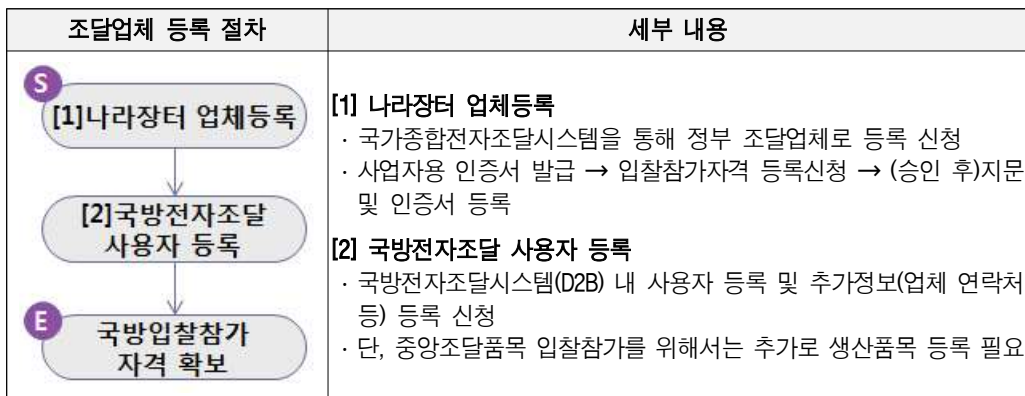 조달업체 등록 절차
세부 내용
S
[1]나라장터 업체등록
[2]국방전자조달
사용자 등록
E
국방입찰참가
자격 확보
[1] 나라장터 업체등록
· 국가종합전자조달시스템을 통해 정부 조달업체로 등록 신청
· 사업자용 인증서 발급 → 입찰참가자격 등록신청 → (승인 후)지문
및 인증서 등록
[2] 국방전자조달 사용자 등록
· 국방전자조달시스템(D2B) 내 사용자 등록 및 추가정보(업체 연락처
등) 등록 신청
· 단, 중앙조달품목 입찰참가를 위해서는 추가로 생산품목 등록 필요